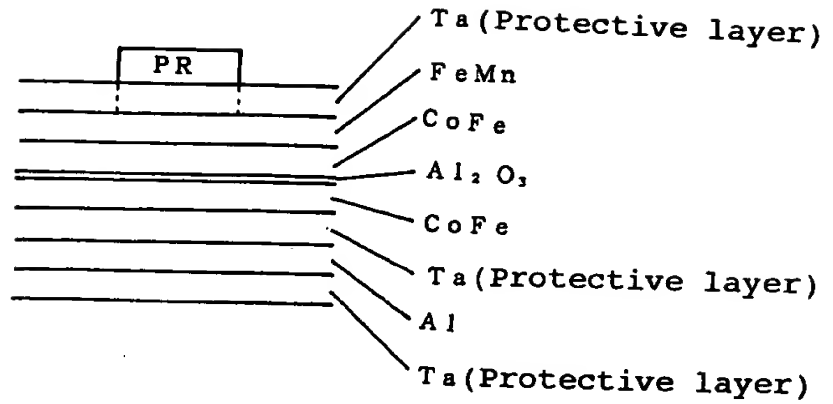 Ta(Protective layer)
PR
FeMn
CoFe
Al₂O₃
CoFe
Ta(Protective layer)
Al
Ta(Protective layer)